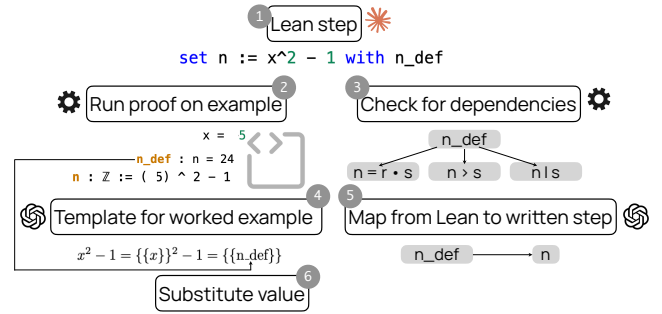 1
Lean step
set n := x^2 - 1 with n_def
2
Run proof on example
3
Check for dependencies
x = 5
n_def : n = 24
n : ℤ := ( 5) ^ 2 - 1
n_def
n = r • s
n > s
n I s
4
Template for worked example
5
Map from Lean to written step
x² − 1 = {{x}}² − 1 = {{n_def}}
n_def
n
6
Substitute value